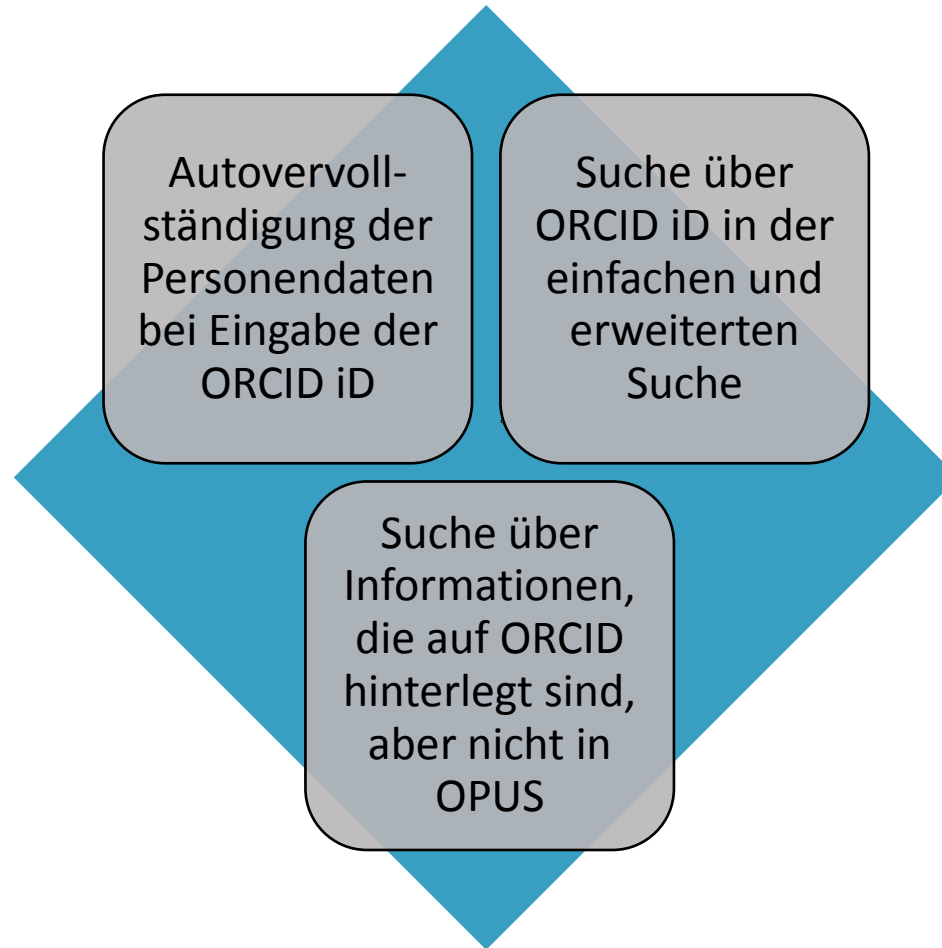 Autovervoll-
ständigung der
Personendaten
bei Eingabe der
ORCID iD
Suche über
ORCID iD in der
einfachen und
erweiterten
Suche
Suche über
Informationen,
die auf ORCID
hinterlegt sind,
aber nicht in
OPUS